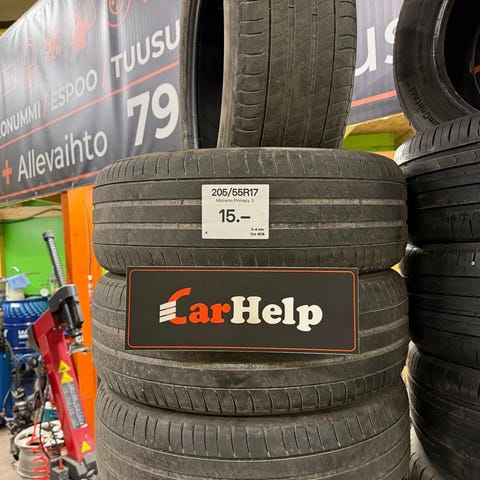 ONUMMI / ESPOO / TUUSU
+ Allevaihto 79
us
205/55R17
Michelin Primacy 3
15.–
CarHelp